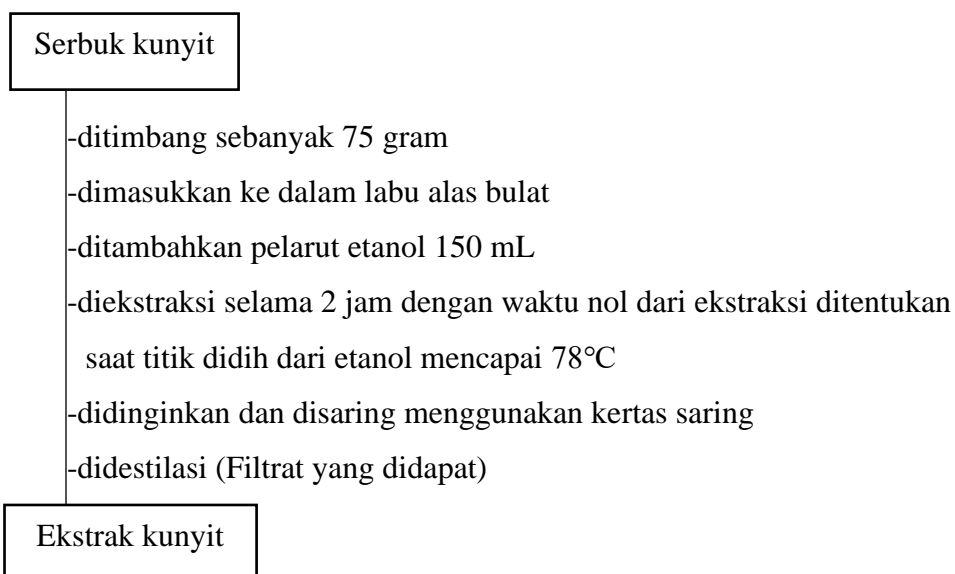 Serbuk kunyit
-ditimbang sebanyak 75 gram
-dimasukkan ke dalam labu alas bulat
-ditambahkan pelarut etanol 150 mL
-diekstraksi selama 2 jam dengan waktu nol dari ekstraksi ditentukan
saat titik didih dari etanol mencapai 78℃
-didinginkan dan disaring menggunakan kertas saring
-didestilasi (Filtrat yang didapat)
Ekstrak kunyit